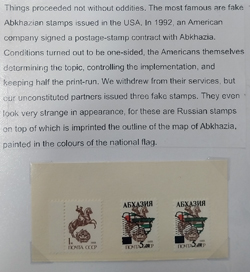 Things proceeded not without oddities. The most famous are fake
Abkhazian stamps issued in the USA. In 1992, an American
company signed a postage-stamp contract with Abkhazia.
Conditions turned out to be one-sided, the Americans themselves
determining the topic, controlling the implementation, and
keeping half the print-run. We withdrew from their services, but
our unconstituted partners issued three fake stamps. They even
look very strange in appearance, for these are Russian stamps
on top of which is imprinted the outline of the map of Abkhazia,
painted in the colours of the national flag.
АБХАЗИЯ АБХАЗИЯ
ПОЧТА СССР ПОЧТА СССР ПОЧТА СССР